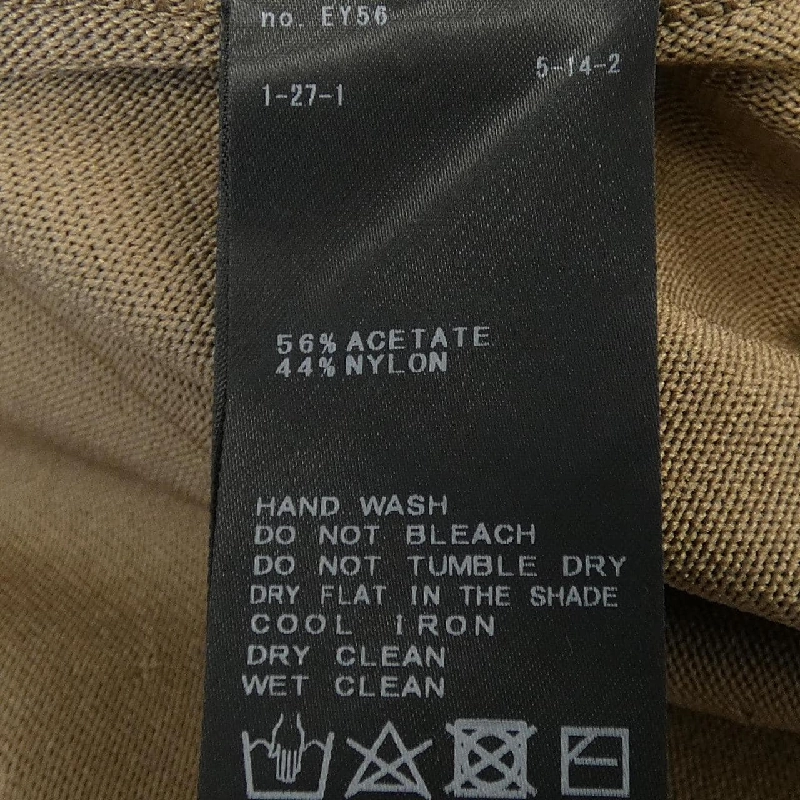 no. EY56
5-14-2
1-27-1
56% ACETATE
44% NYLON
HAND WASH
DO NOT BLEACH
DO NOT TUMBLE DRY
DRY FLAT IN THE SHADE
COOL IRON
DRY CLEAN
WET CLEAN